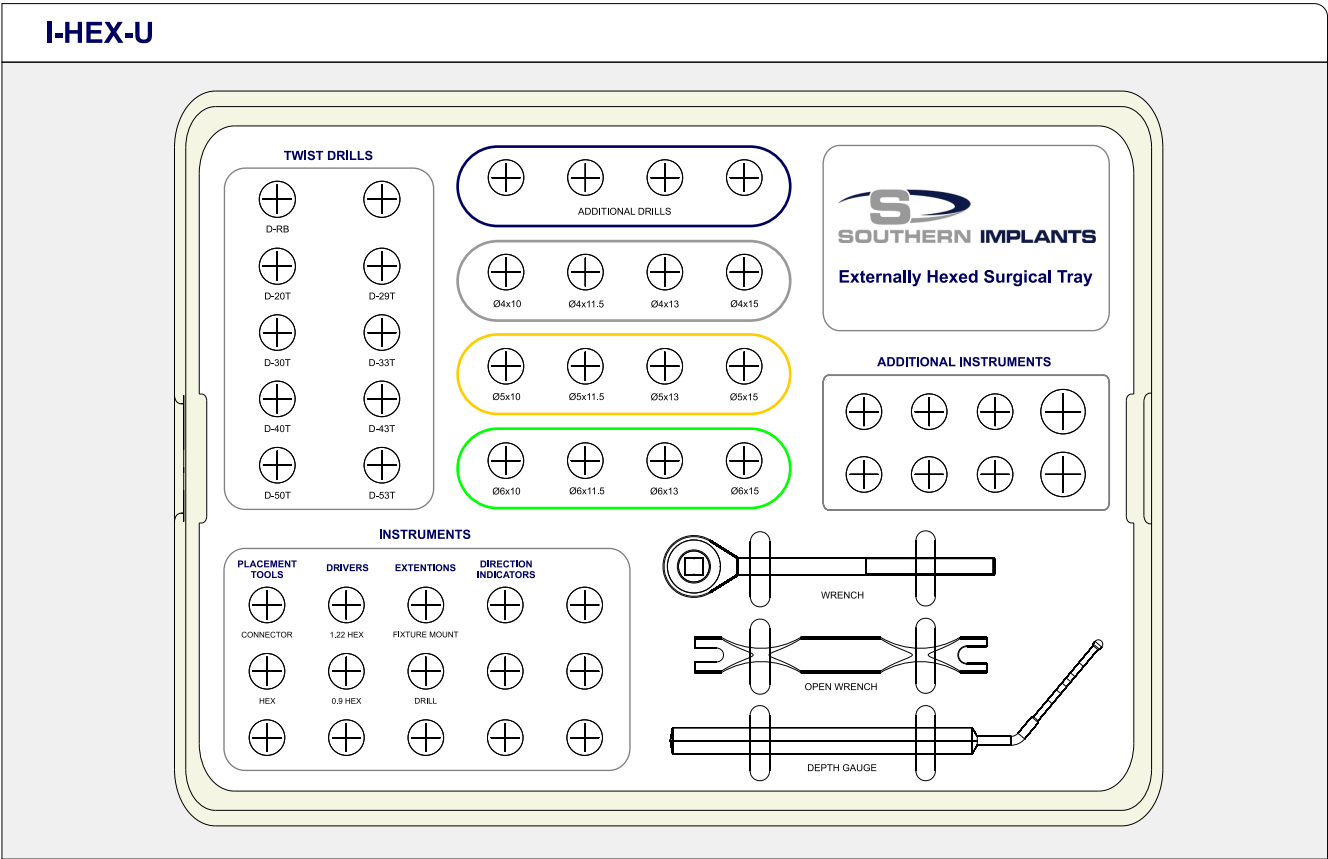 I-HEX-U
TWIST DRILLS
D-RB
D-20T
D-29T
D-30T
D-33T
D-40T
D-43T
D-50T
D-53T
ADDITIONAL DRILLS
Ø4x10
Ø4x11.5
Ø4x13
Ø4x15
Ø5x10
Ø5x11.5
Ø5x13
Ø5x15
Ø6x10
Ø6x11.5
Ø6x13
Ø6x15
S
SOUTHERN IMPLANTS
Externally Hexed Surgical Tray
ADDITIONAL INSTRUMENTS
INSTRUMENTS
PLACEMENT
TOOLS
DRIVERS
EXTENTIONS
DIRECTION
INDICATORS
CONNECTOR
1.22 HEX
FIXTURE MOUNT
HEX
0.9 HEX
DRILL
WRENCH
OPEN WRENCH
DEPTH GAUGE